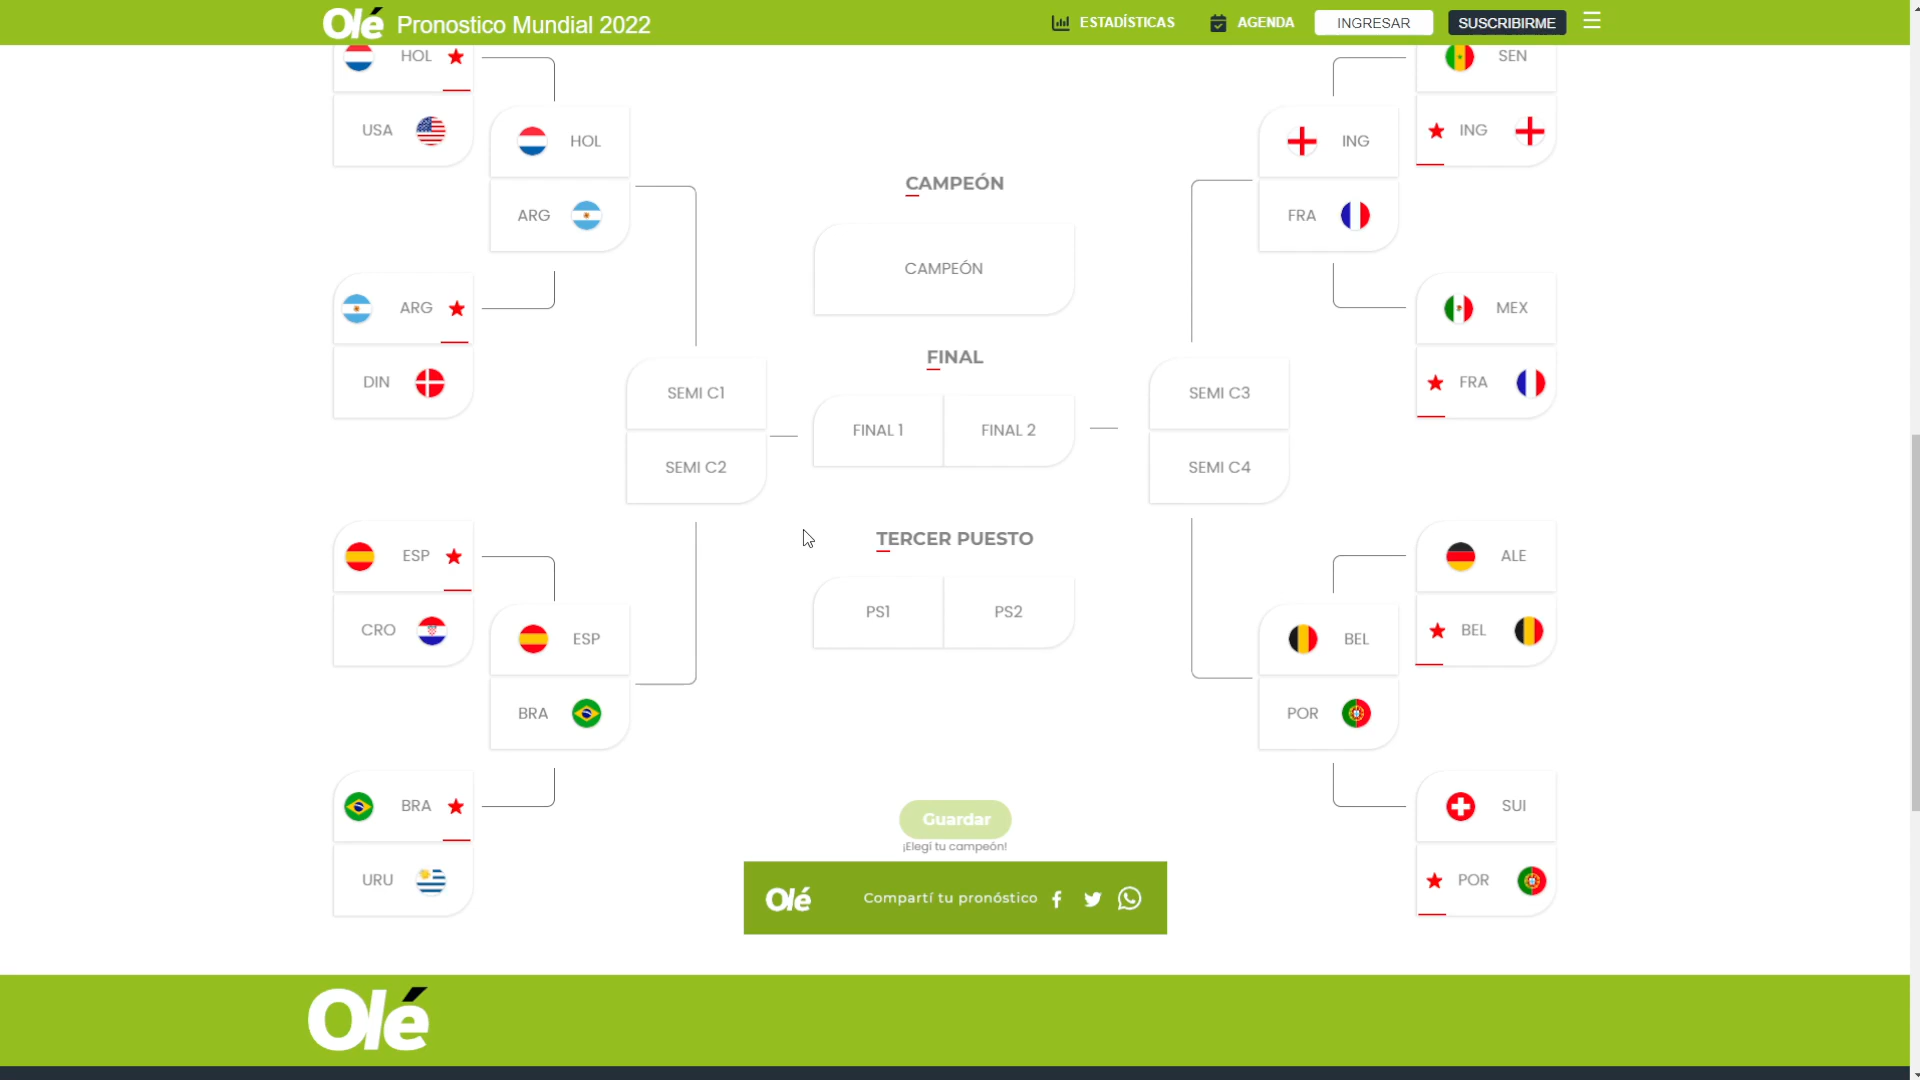 Olé Pronostico Mundial 2022
ESTADÍSTICAS
AGENDA
INGRESAR
SUSCRIBIRME
HOL
USA
HOL
ARG
ARG
DIN
ESP
CRO
ESP
BRA
BRA
URU
SEMI C1
SEMI C2
CAMPEÓN
CAMPEÓN
FINAL
FINAL 1
FINAL 2
TERCER PUESTO
PS1
PS2
SEMI C3
SEMI C4
ING
FRA
SEN
ING
MEX
FRA
BEL
POR
ALE
BEL
SUI
POR
Guardar
¡Elegí tu campeón!
Olé Compartí tu pronóstico
Olé